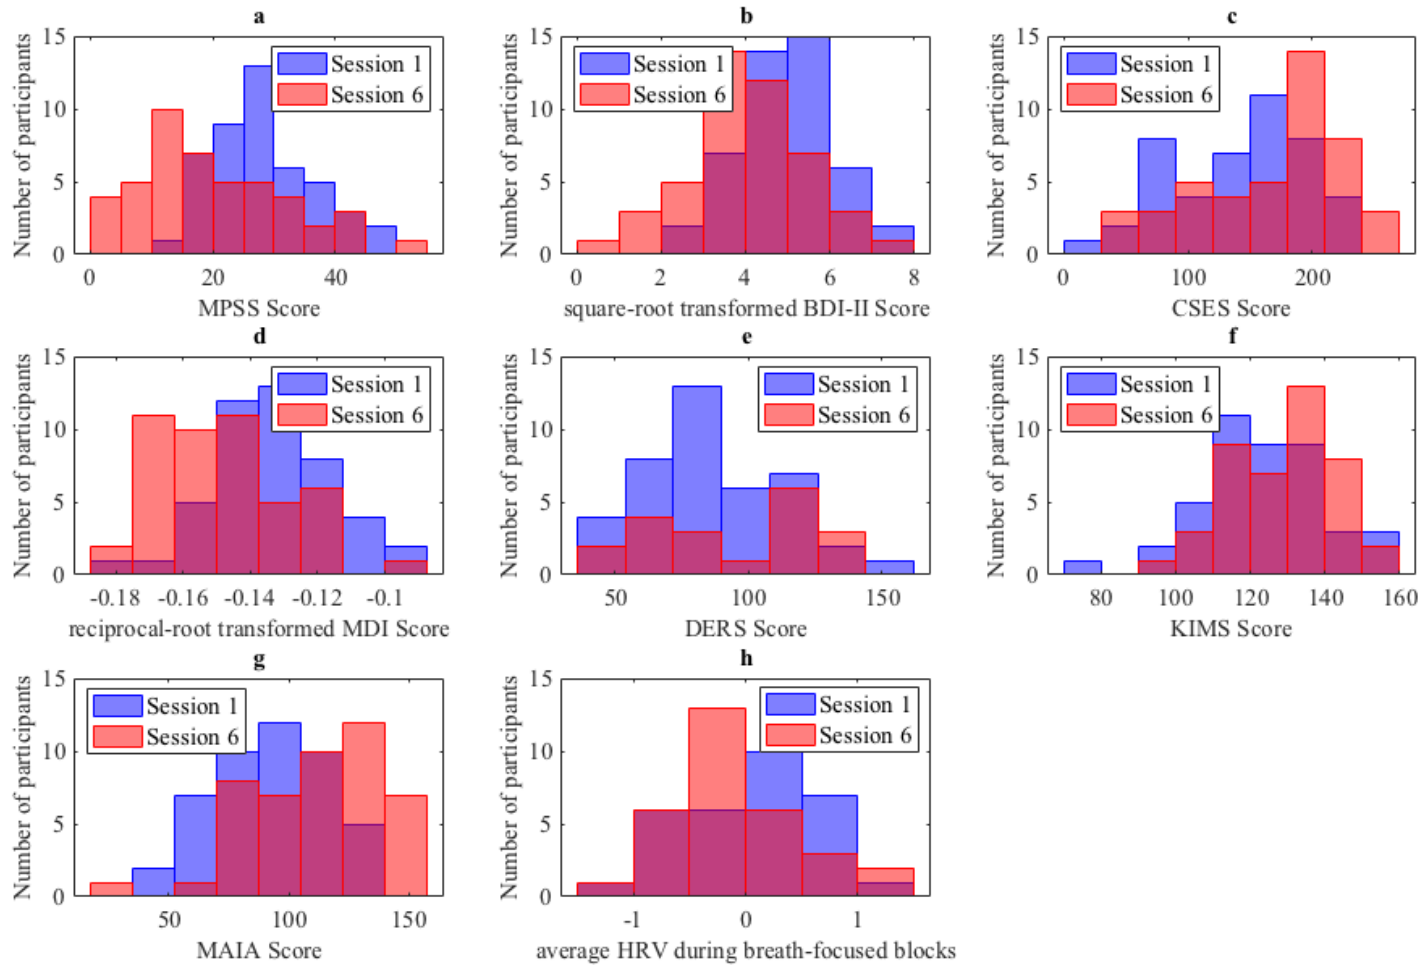 a
Number of participants
15
10
5
0
Session 1
Session 6
0 20 40
MPSS Score
b
Number of participants
15
10
5
0
Session 1
Session 6
0 2 4 6 8
square-root transformed BDI-II Score
c
Number of participants
15
10
5
0
Session 1
Session 6
0 100 200
CSES Score
d
Number of participants
15
10
5
0
Session 1
Session 6
-0.18 -0.16 -0.14 -0.12 -0.1
reciprocal-root transformed MDI Score
e
Number of participants
15
10
5
0
Session 1
Session 6
50 100 150
DERS Score
f
Number of participants
15
10
5
0
Session 1
Session 6
80 100 120 140 160
KIMS Score
g
Number of participants
15
10
5
0
Session 1
Session 6
50 100 150
MAIA Score
h
Number of participants
15
10
5
0
Session 1
Session 6
-1 0 1
average HRV during breath-focused blocks